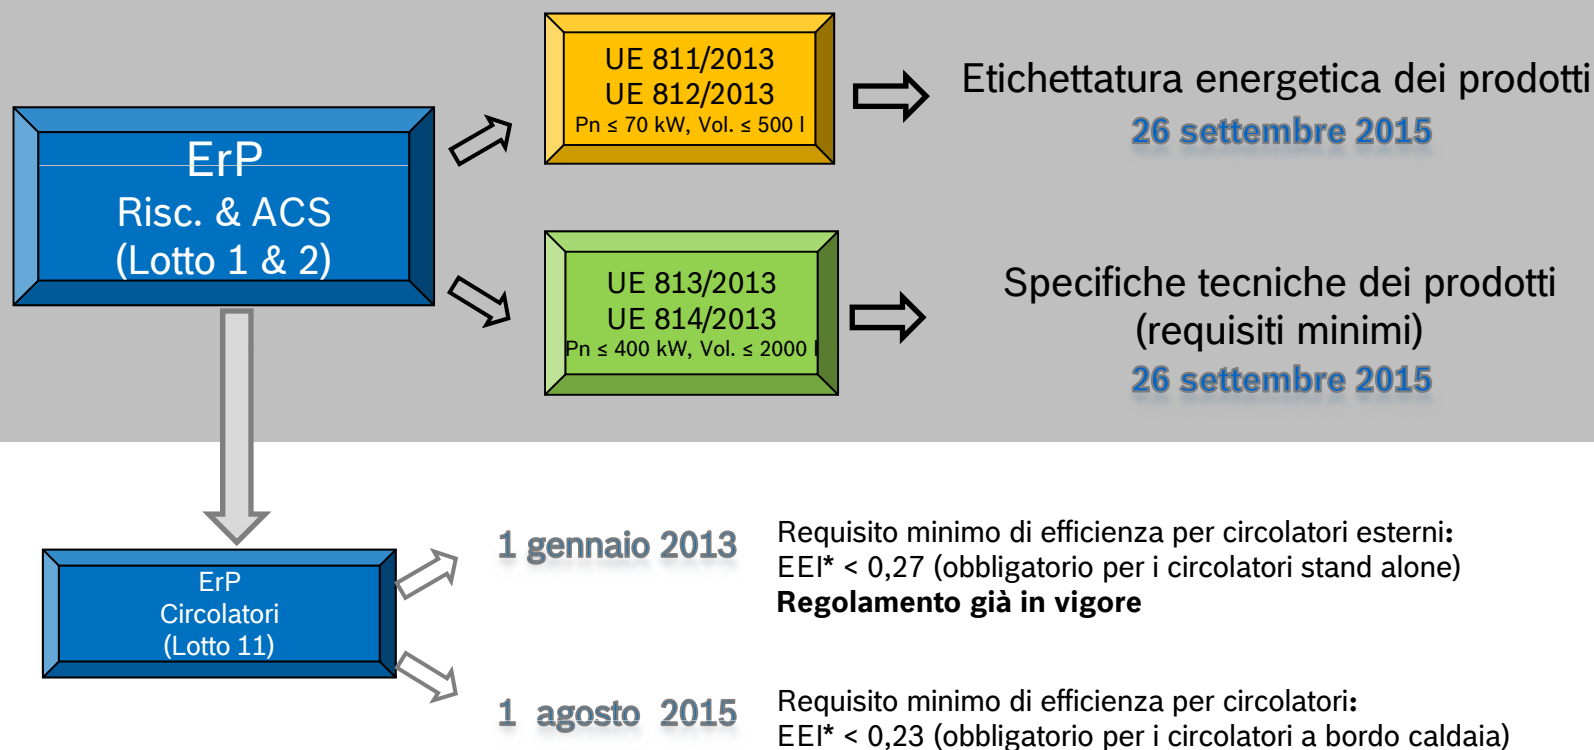 ErP
Risc. & ACS
(Lotto 1 & 2)
UE 811/2013
UE 812/2013
Pn ≤ 70 kW, Vol. ≤ 500 l
Etichettatura energetica dei prodotti
26 settembre 2015
UE 813/2013
UE 814/2013
Pn ≤ 400 kW, Vol. ≤ 2000 l
Specifiche tecniche dei prodotti
(requisiti minimi)
26 settembre 2015
ErP
Circolatori
(Lotto 11)
1 gennaio 2013
Requisito minimo di efficienza per circolatori esterni:
EEI* < 0,27 (obbligatorio per i circolatori stand alone)
Regolamento già in vigore
1 agosto 2015
Requisito minimo di efficienza per circolatori:
EEI* < 0,23 (obbligatorio per i circolatori a bordo caldaia)